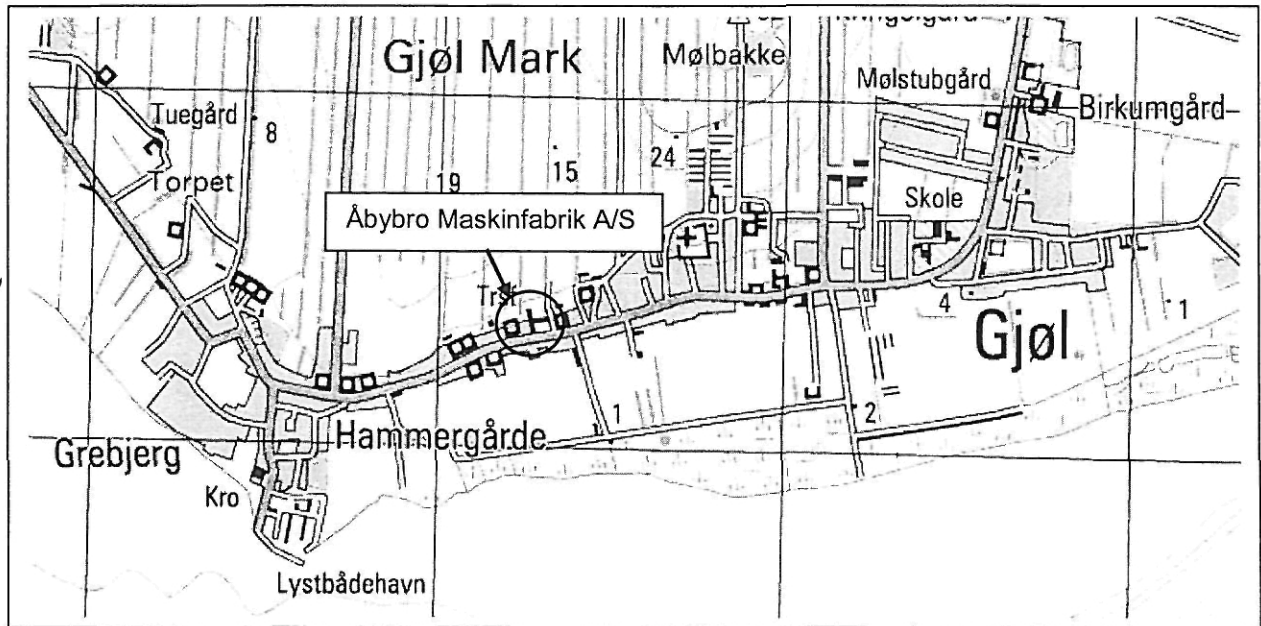 Gjøl Mark
Mølbakke
Mølstubgård
Birkumgård
Tuegård
8
15
24
Torpet
19
Skole
Åbybro Maskinfabrik A/S
Trst
4
1
Gjøl
1
2
Hammergårde
Grebjerg
Kro
Lystbådehavn